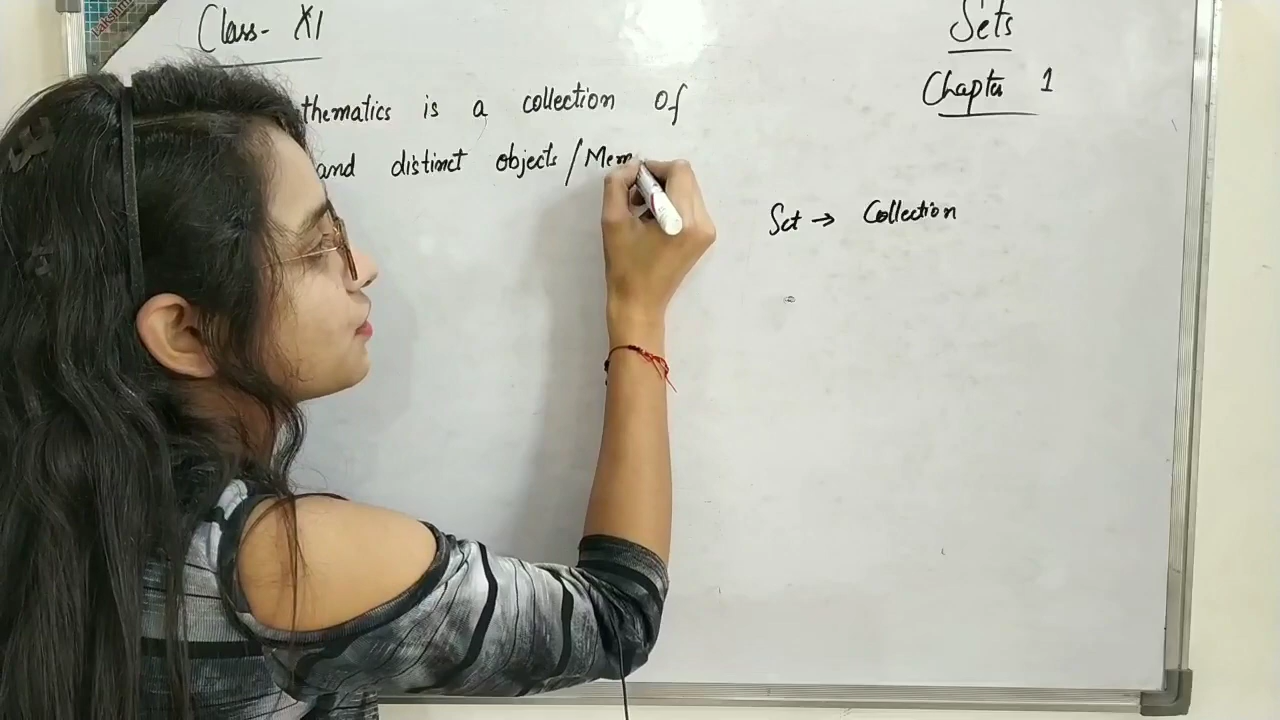 Class- XI
Sets
Chapter 1
thematics is a collection of
and distinct objects/Mem
Set → Collection